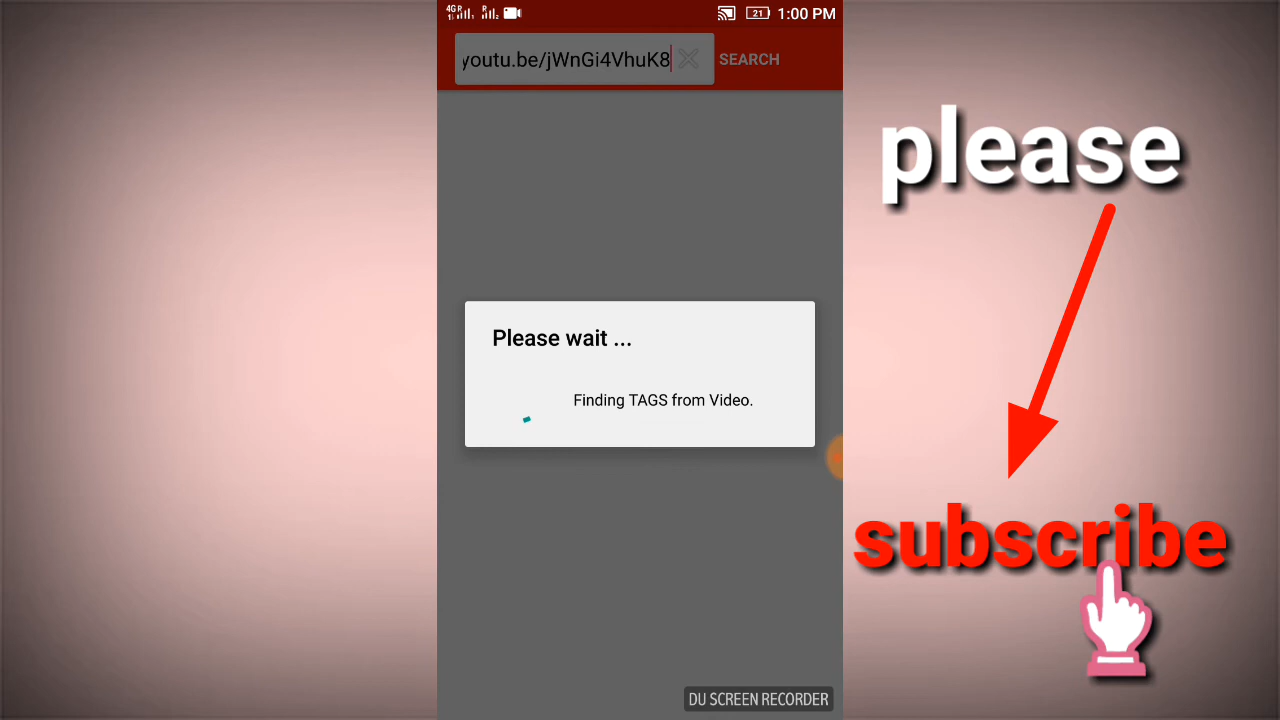 4G R R 21 1:00 PM
youtu.be/jWnGi4VhuK8 SEARCH
please
Please wait ...
Finding TAGS from Video.
subscribe
DU SCREEN RECORDER